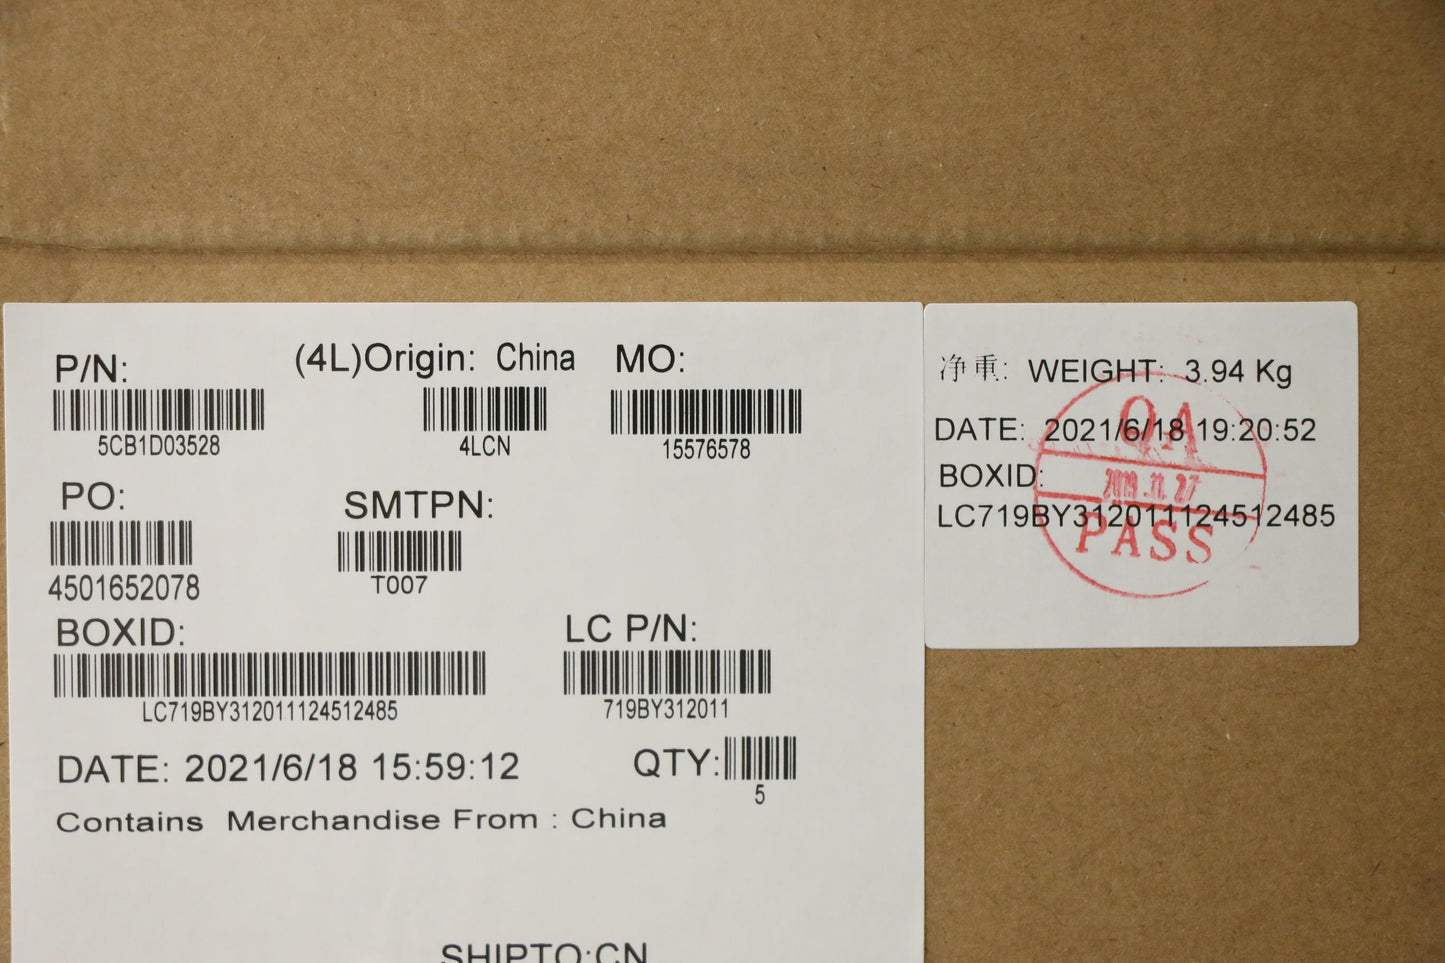 P/N:
5CB1D03528
(4L)Origin: China
4LCN
MO:
15576578
PO:
4501652078
SMTPN:
T007
BOXID:
LC719BY312011124512485
LC P/N:
719BY312011
DATE: 2021/6/18 15:59:12
QTY:
5
Contains Merchandise From : China
SHIPTO:CN
净重: WEIGHT: 3.94 Kg
DATE: 2021/6/18 19:20:52
BOXID:
LC719BY312011124512485
QA
PASS